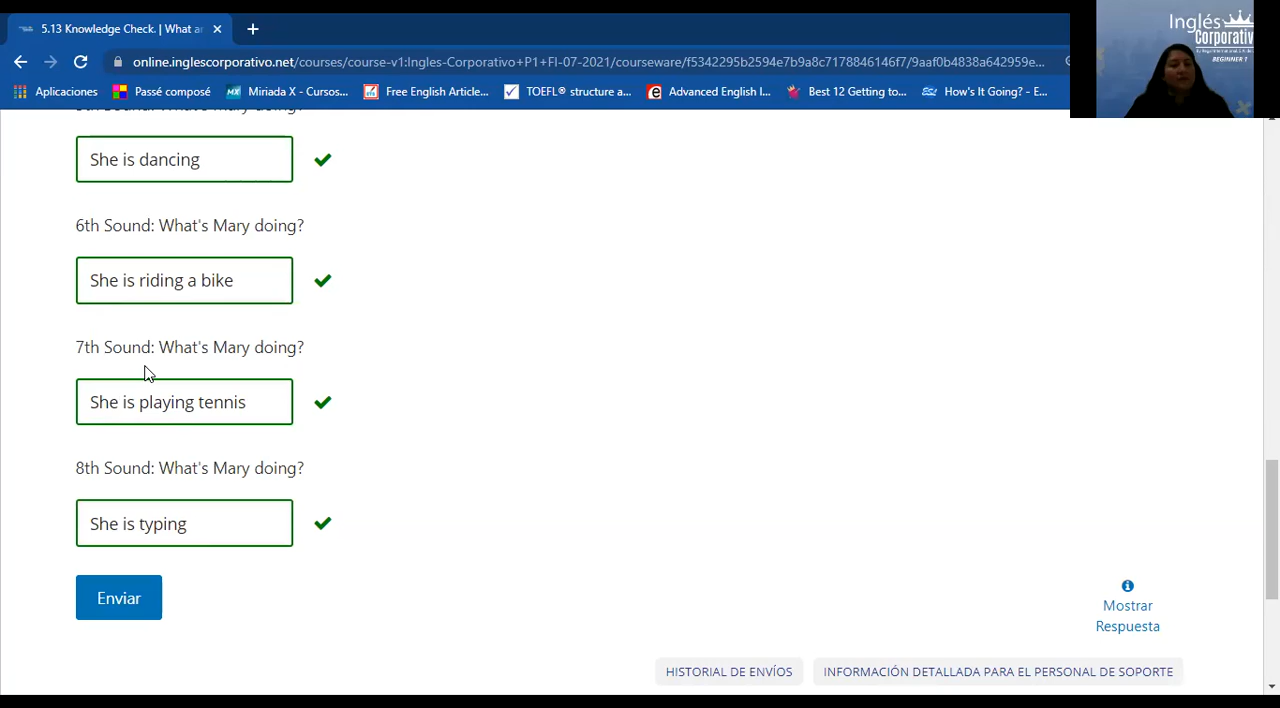 5.13 Knowledge Check. | What a
online.inglescorporativo.net/courses/course-v1:Ingles-Corporativo+P1+FI-07-2021/courseware/f5342295b2594e7b9a8c7178846146f7/9aaf0b4838a642959e...
Aplicaciones
Passé composé
Miriada X - Cursos...
Free English Article...
TOEFL® structure a...
Advanced English I...
Best 12 Getting to...
How's It Going? - E...
Inglés
Corporativ
BEGINNER 1
She is dancing
6th Sound: What's Mary doing?
She is riding a bike
7th Sound: What's Mary doing?
She is playing tennis
8th Sound: What's Mary doing?
She is typing
Enviar
Mostrar
Respuesta
HISTORIAL DE ENVÍOS
INFORMACIÓN DETALLADA PARA EL PERSONAL DE SOPORTE